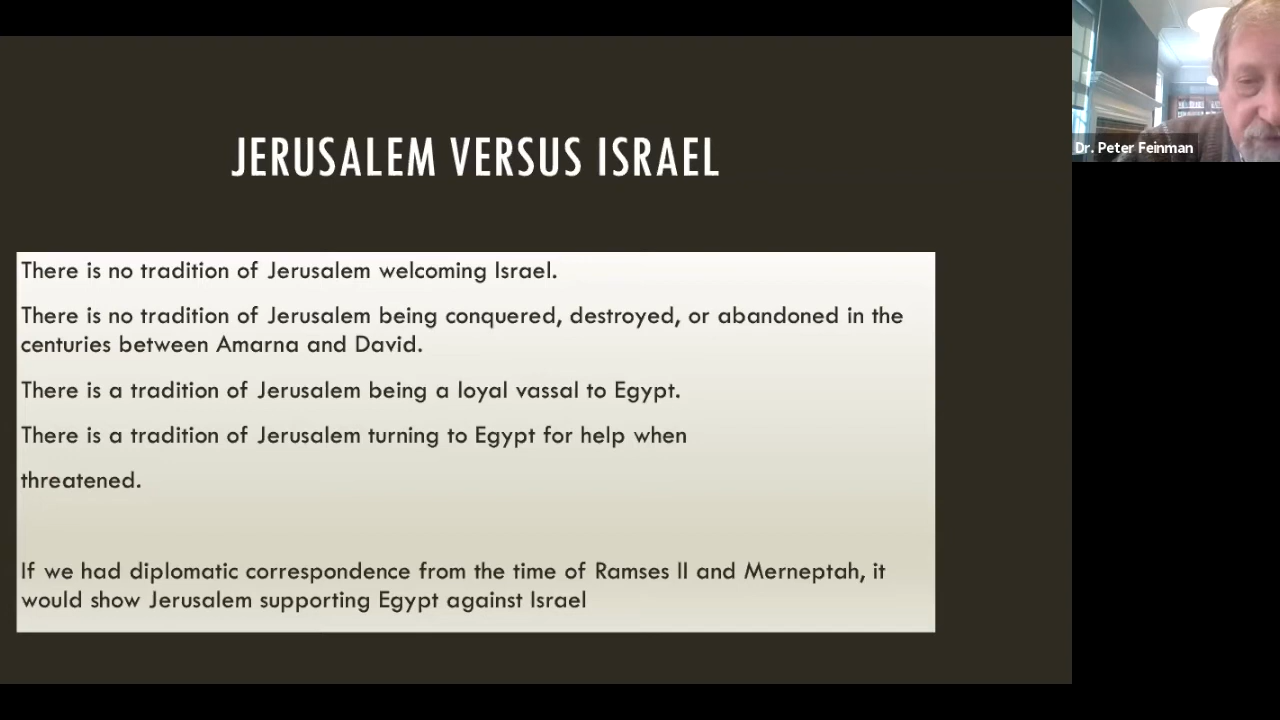 JERUSALEM VERSUS ISRAEL
There is no tradition of Jerusalem welcoming Israel.
There is no tradition of Jerusalem being conquered, destroyed, or abandoned in the
centuries between Amarna and David.
There is a tradition of Jerusalem being a loyal vassal to Egypt.
There is a tradition of Jerusalem turning to Egypt for help when
threatened.
If we had diplomatic correspondence from the time of Ramses II and Merneptah, it
would show Jerusalem supporting Egypt against Israel
Dr. Peter Feinman